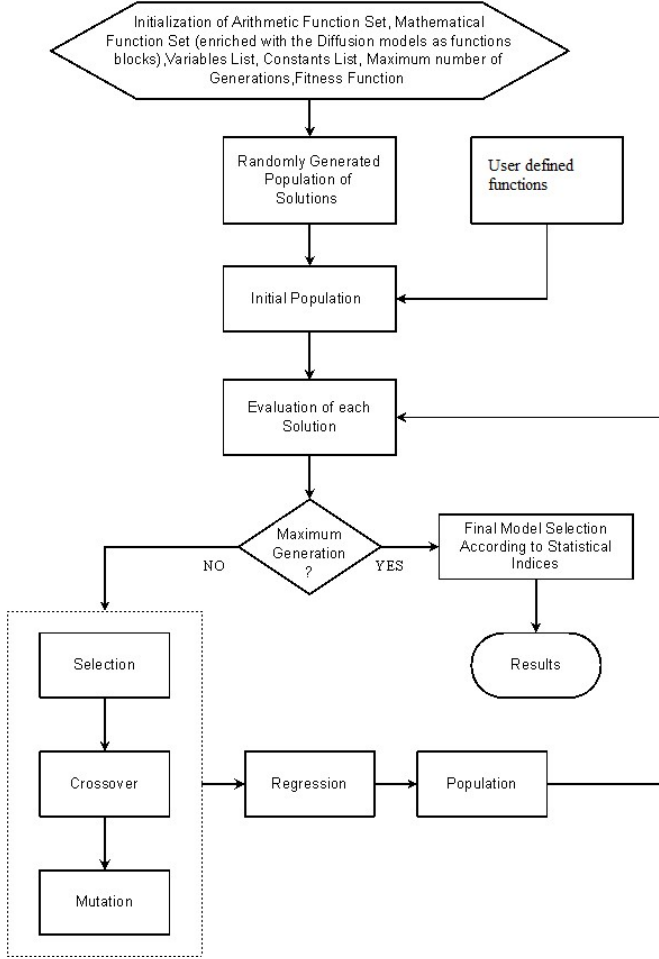 Initialization of Arithmetic Function Set, Mathematical
Function Set (enriched with the Diffusion models as functions
blocks),Variables List, Constants List, Maximum number of
Generations,Fitness Function
Randomly Generated
Population of
Solutions
User defined
functions
Initial Population
Evaluation of each
Solution
Maximum
Generation
?
NO
YES
Final Model Selection
According to Statistical
Indices
Selection
Results
Crossover
Regression
Population
Mutation